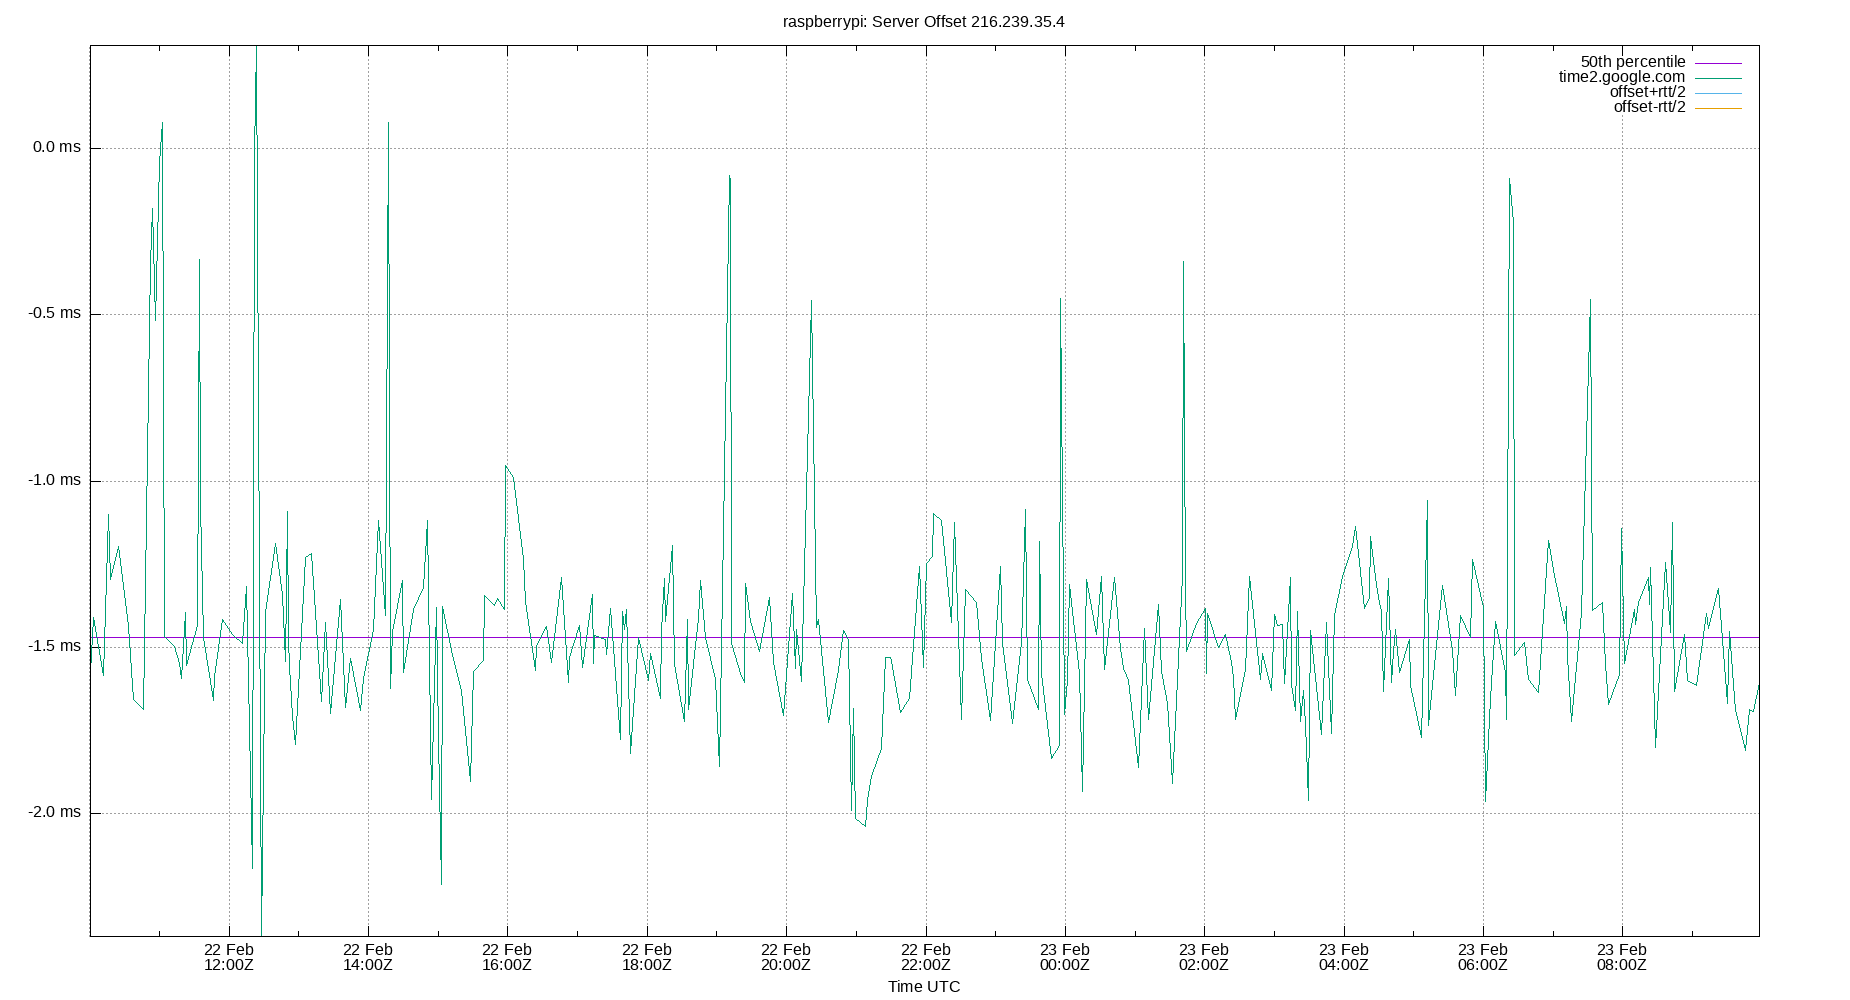 raspberrypi: Server Offset 216.239.35.4
50th percentile
time2.google.com
offset+rtt/2
offset-rtt/2
0.0 ms
-0.5 ms
-1.0 ms
-1.5 ms
-2.0 ms
22 Feb 22 Feb 22 Feb 22 Feb 22 Feb 22 Feb 23 Feb 23 Feb 23 Feb 23 Feb 23 Feb
12:00Z 14:00Z 16:00Z 18:00Z 20:00Z 22:00Z 00:00Z 02:00Z 04:00Z 06:00Z 08:00Z
Time UTC